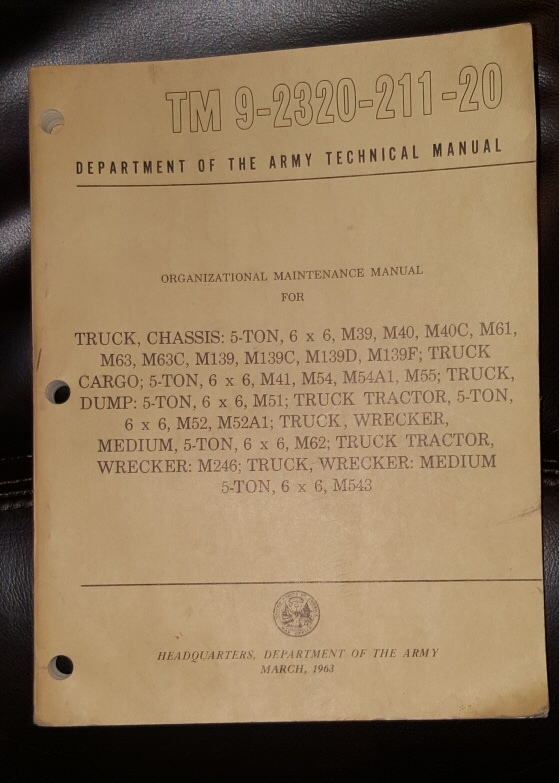 TM 9-2320-211-20
DEPARTMENT OF THE ARMY TECHNICAL MANUAL
ORGANIZATIONAL MAINTENANCE MANUAL
FOR
TRUCK, CHASSIS: 5-TON, 6 x 6, M39, M40, M40C, M61,
M63, M63C, M139, M139C, M139D, M139F; TRUCK
CARGO; 5-TON, 6 x 6, M41, M54, M54A1, M55; TRUCK,
DUMP: 5-TON, 6 x 6, M51; TRUCK TRACTOR, 5-TON,
6 x 6, M52, M52A1; TRUCK, WRECKER,
MEDIUM, 5-TON, 6 x 6, M62; TRUCK TRACTOR,
WRECKER: M246; TRUCK, WRECKER: MEDIUM
5-TON, 6 x 6, M543
HEADQUARTERS, DEPARTMENT OF THE ARMY
MARCH, 1963